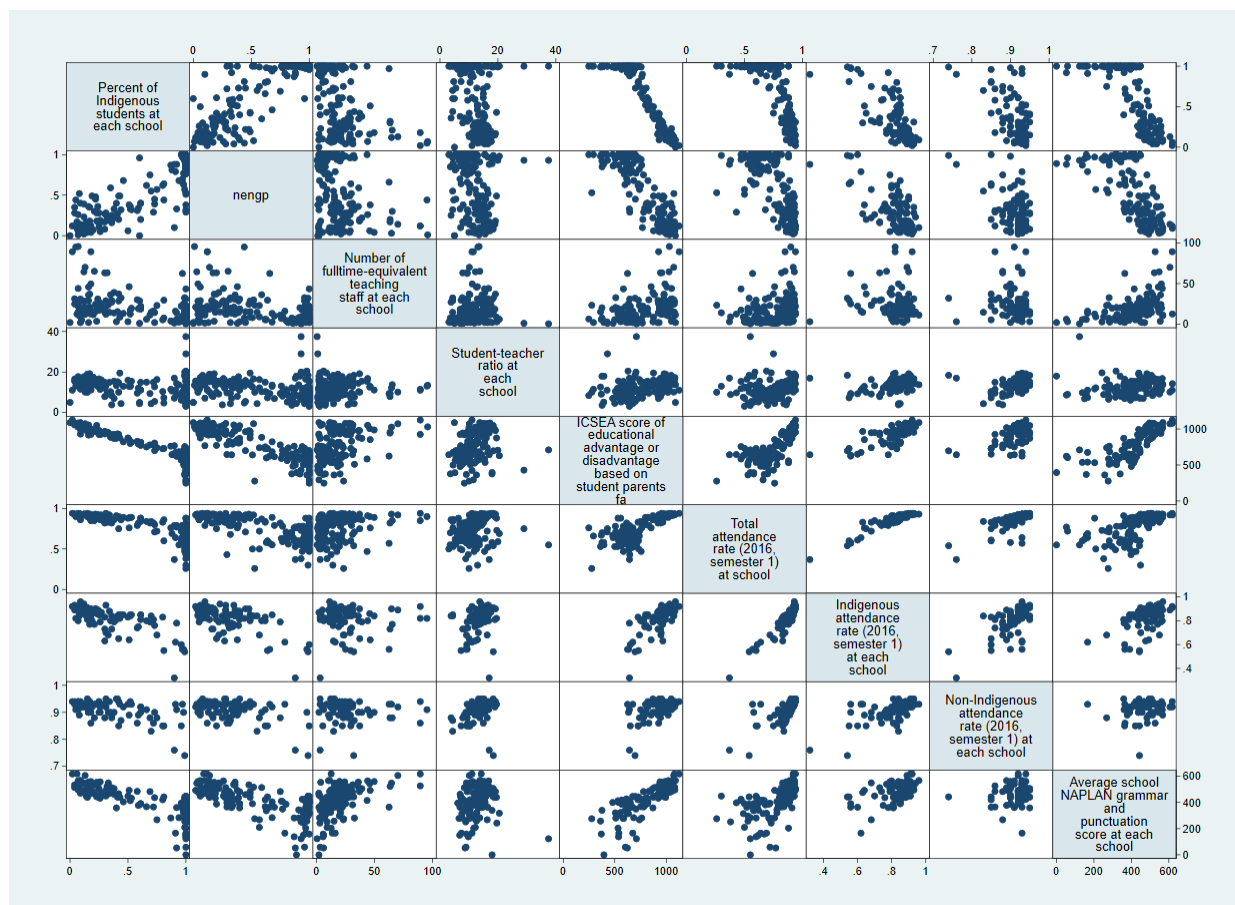 0 .5 1 0 20 40 0 .5 1 .7 .8 .9 1
Percent of
Indigenous
students at
each school
1
.5
0
nengp
1
.5
0
Number of
fulltime-equivalent
teaching
staff at each
school
100
50
0
Student-teacher
ratio at
each
school
40
20
0
ICSEA score of
educational
advantage or
disadvantage
based on
student parents
fa
1000
500
0
Total
attendance
rate (2016,
semester 1)
at school
1
.5
0
Indigenous
attendance
rate (2016,
semester 1)
at each
school
1
.8
.6
.4
Non-Indigenous
attendance
rate (2016,
semester 1) at
each school
1
.9
.8
.7
Average school
NAPLAN grammar
and
punctuation
score at each
school
600
400
200
0
0 .5 1 0 50 100 0 500 1000 .4 .6 .8 1 0 200 400 600